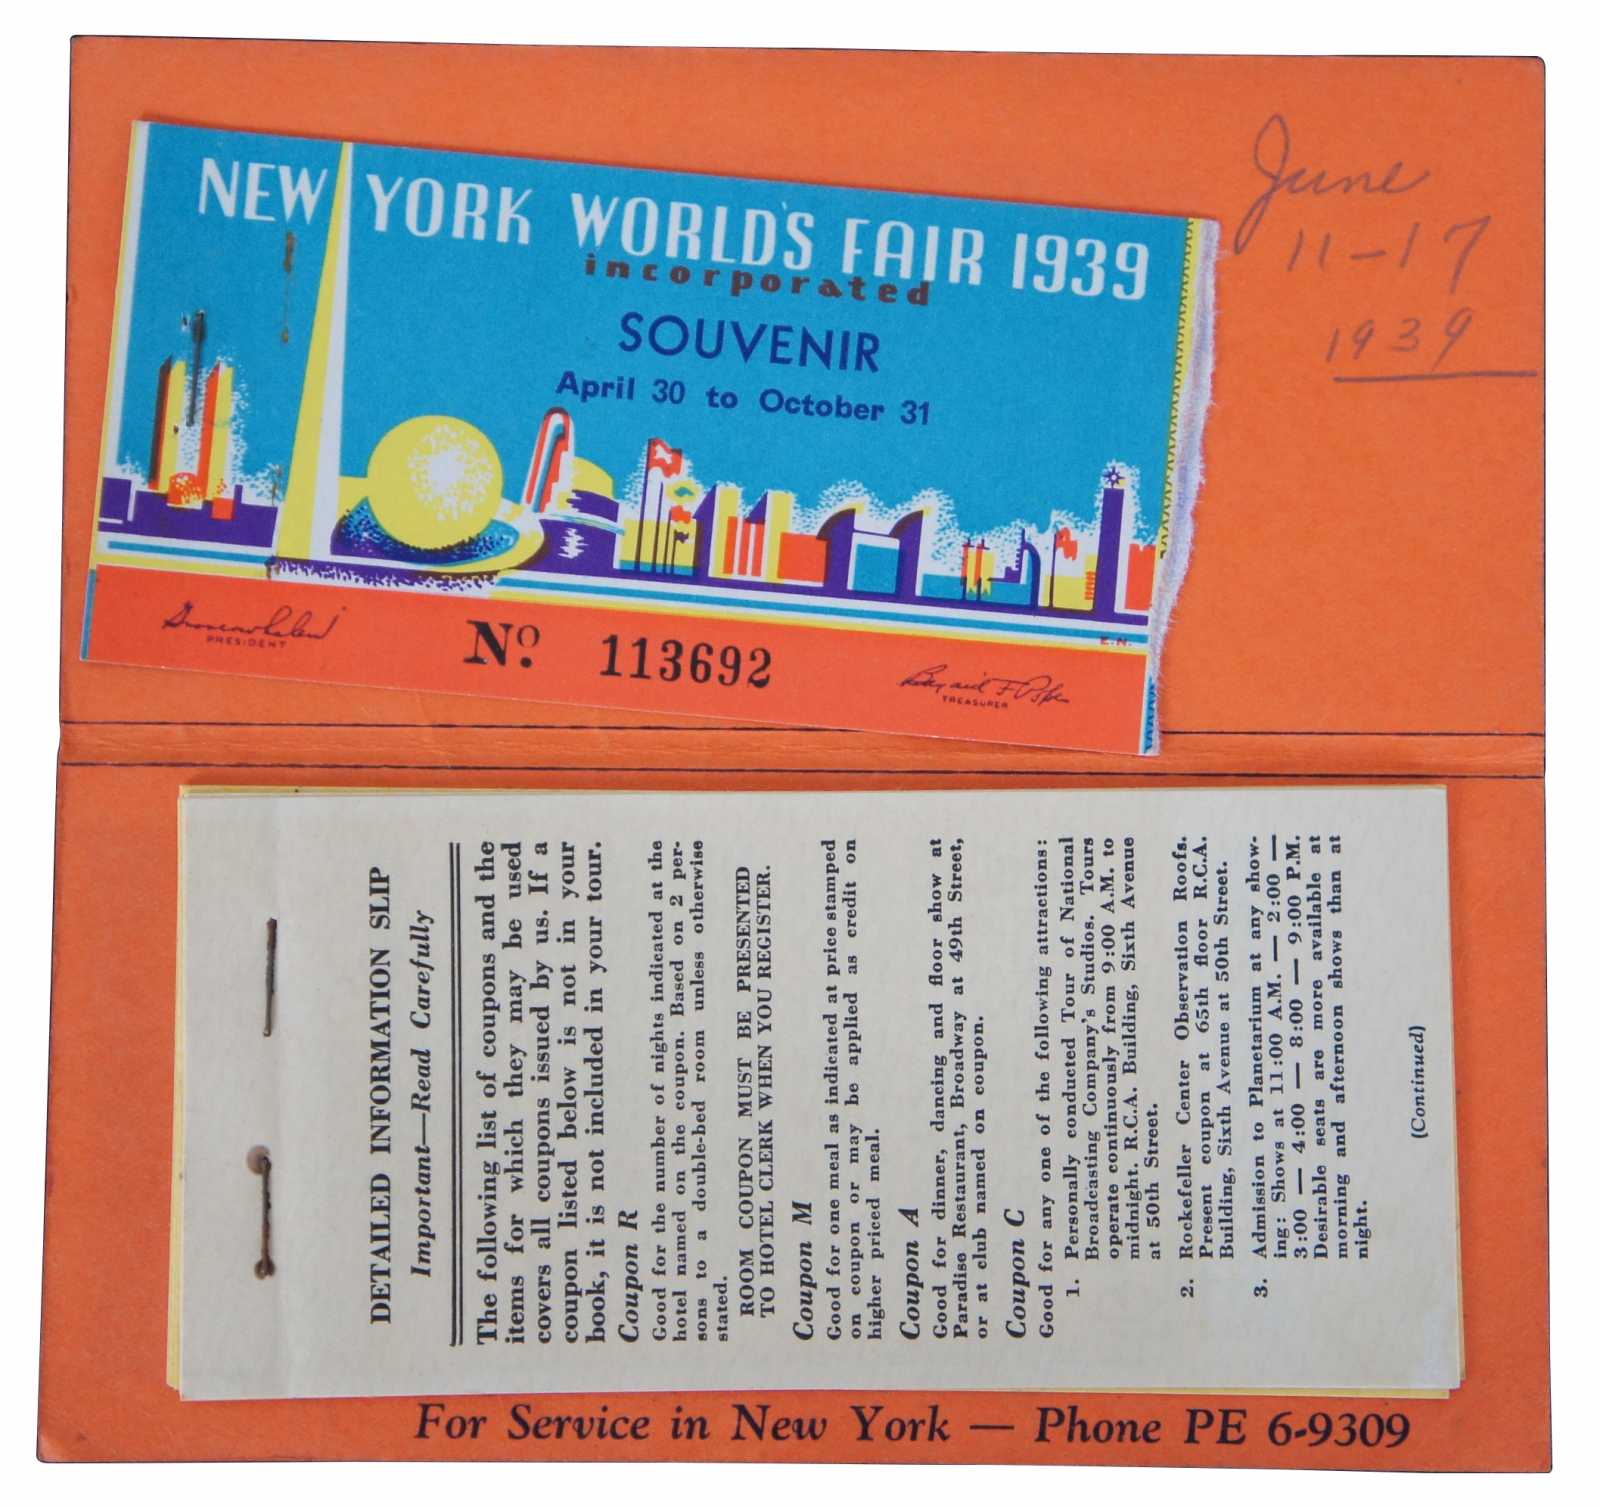 NEW YORK WORLD'S FAIR 1939
incorporated
SOUVENIR
April 30 to October 31
E.N.
PRESIDENT
No. 113692
TREASURER
June
11-17
1939
DETAILED INFORMATION SLIP
Important—Read Carefully
The following list of coupons and the
items for which they may be used
covers all coupons issued by us. If a
coupon listed below is not in your
book, it is not included in your tour.
Coupon R
Good for the number of nights indicated at the
hotel named on the coupon. Based on 2 per-
sons to a double-bed room unless otherwise
stated.
ROOM COUPON MUST BE PRESENTED
TO HOTEL CLERK WHEN YOU REGISTER.
Coupon M
Good for one meal as indicated at price stamped
on coupon or may be applied as credit on
higher priced meal.
Coupon A
Good for dinner, dancing and floor show at
Paradise Restaurant, Broadway at 49th Street,
or at club named on coupon.
Coupon C
Good for any one of the following attractions:
1. Personally conducted Tour of National
Broadcasting Company's Studios. Tours
operate continuously from 9:00 A.M. to
midnight. R.C.A. Building, Sixth Avenue
at 50th Street.
2. Rockefeller Center Observation Roofs.
Present coupon at 65th floor R.C.A.
Building, Sixth Avenue at 50th Street.
3. Admission to Planetarium at any show-
ing: Shows at 11:00 A.M. — 2:00 —
3:00 — 4:00 — 8:00 — 9:00 P.M.
Desirable seats are more available at
morning and afternoon shows than at
night.
(Continued)
For Service in New York — Phone PE 6-9309